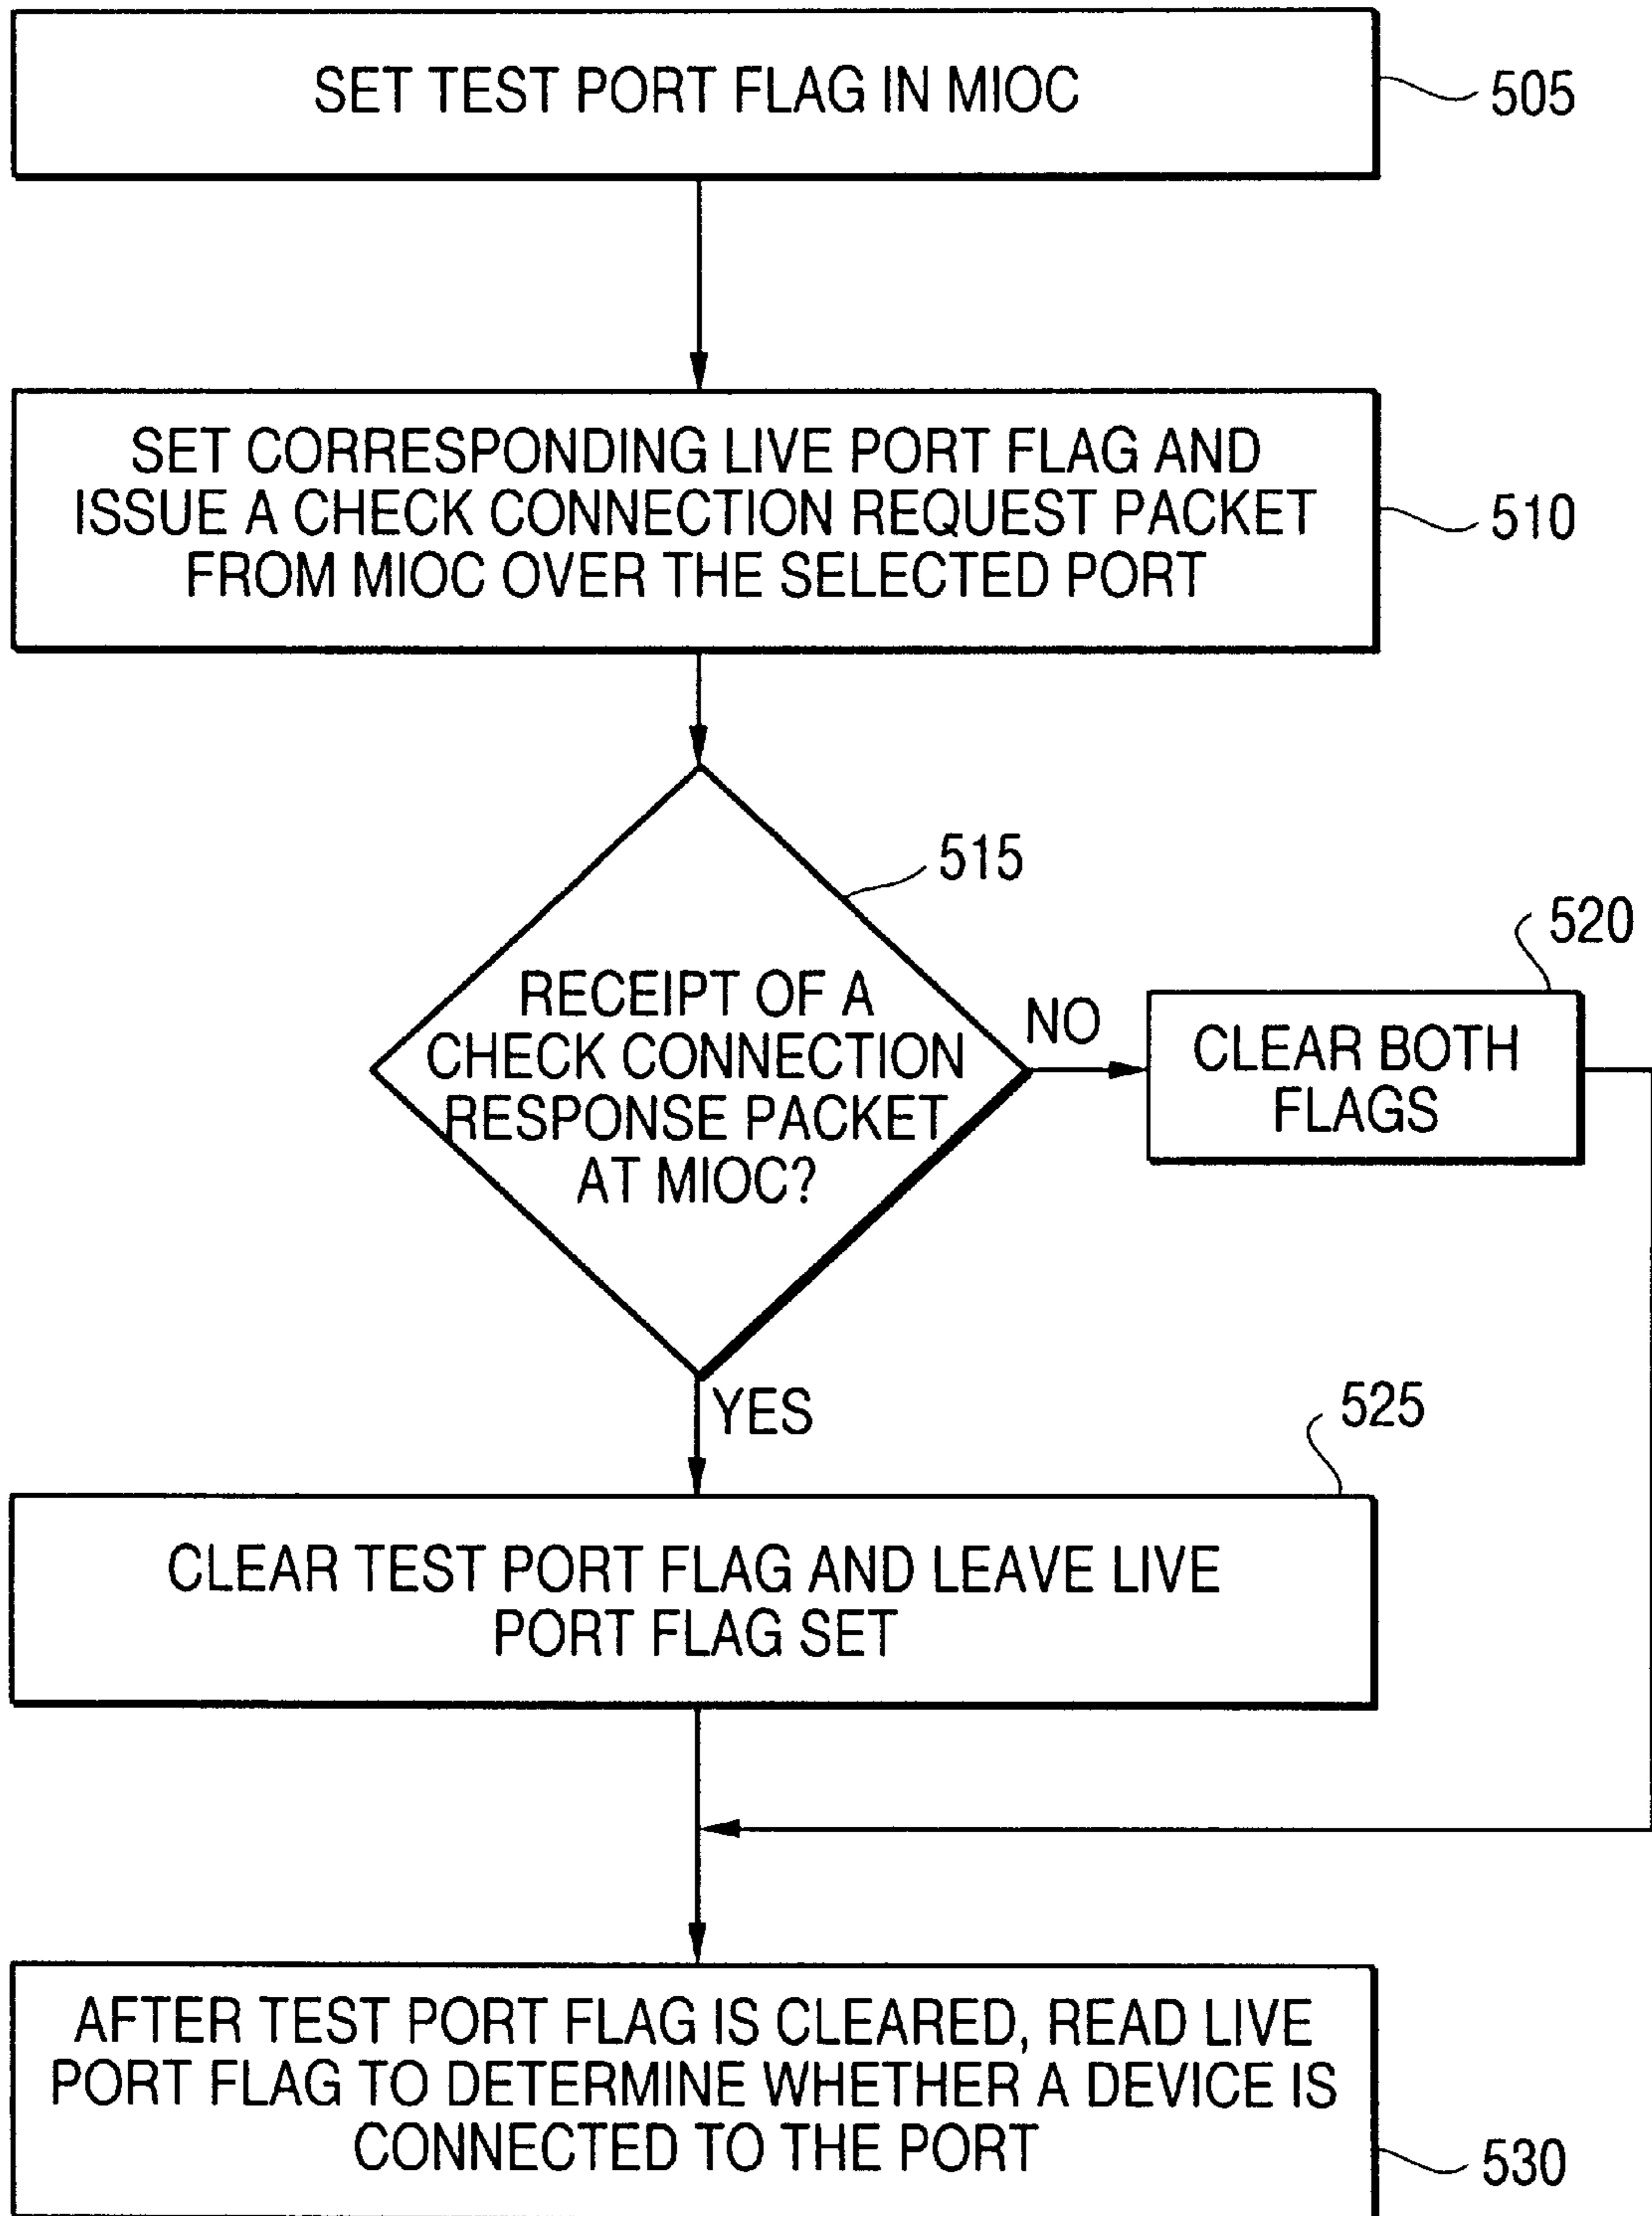 SET TEST PORT FLAG IN MIOC
505
SET CORRESPONDING LIVE PORT FLAG AND
ISSUE A CHECK CONNECTION REQUEST PACKET
FROM MIOC OVER THE SELECTED PORT
510
515
RECEIPT OF A
CHECK CONNECTION
RESPONSE PACKET
AT MIOC?
NO
520
CLEAR BOTH
FLAGS
YES
525
CLEAR TEST PORT FLAG AND LEAVE LIVE
PORT FLAG SET
AFTER TEST PORT FLAG IS CLEARED, READ LIVE
PORT FLAG TO DETERMINE WHETHER A DEVICE IS
CONNECTED TO THE PORT
530